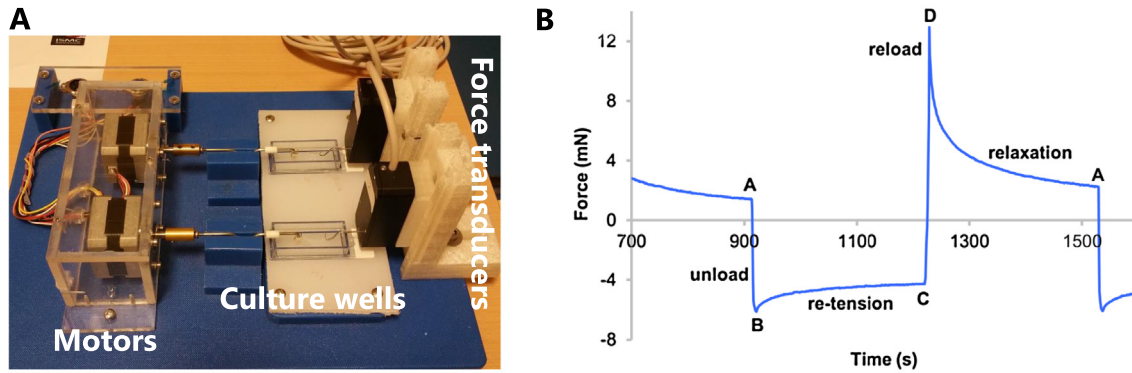 A
BMC
Force transducers
Culture wells
Motors
B
D
12
reload
8
Force (mN)
4
relaxation
A
A
0
700
900
1100
1300
1500
unload
-4
re-tension
C
B
-8
Time (s)